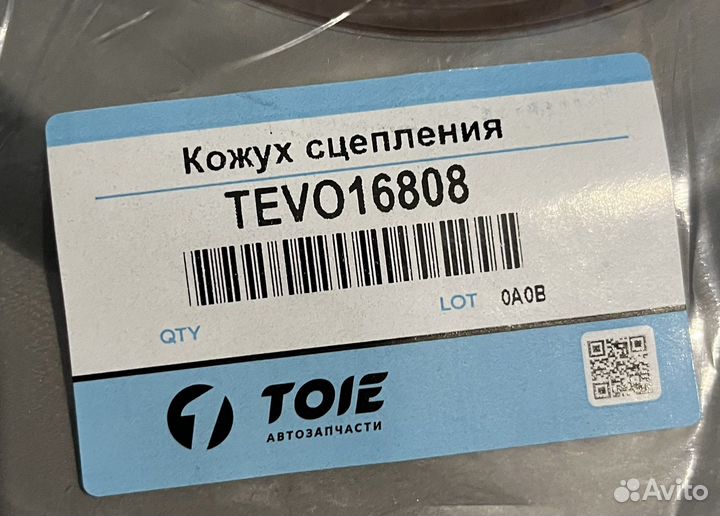 Кожух сцепления
TEVO16808
QTY
LOT 0A0B
TOIE
АВТОЗАПЧАСТИ
Avito